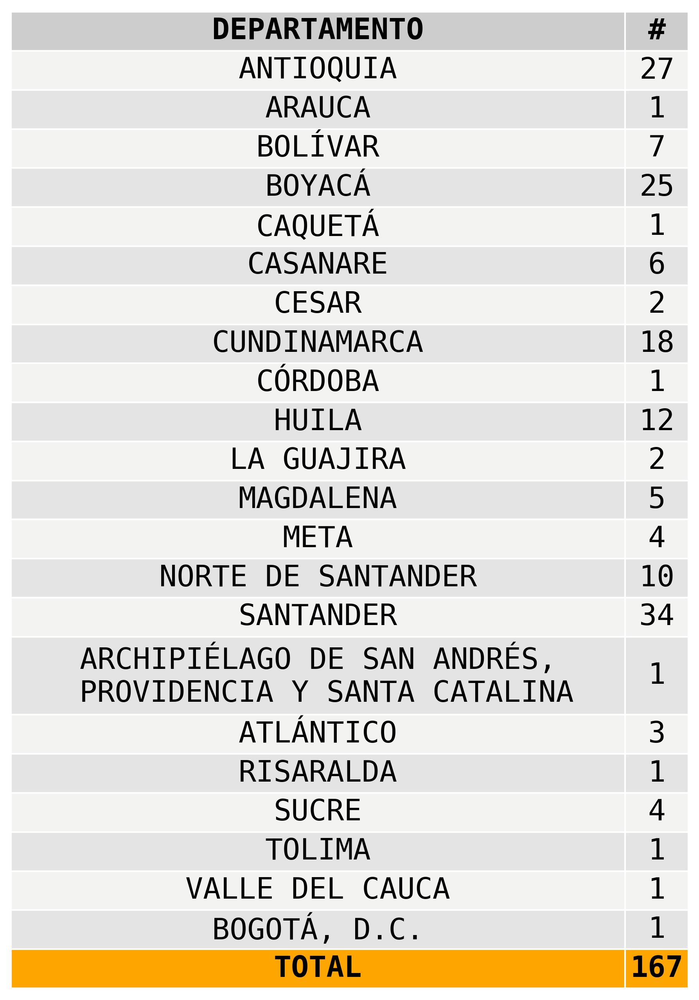 DEPARTAMENTO #
ANTIOQUIA 27
ARAUCA 1
BOLÍVAR 7
BOYACÁ 25
CAQUETÁ 1
CASANARE 6
CESAR 2
CUNDINAMARCA 18
CÓRDOBA 1
HUILA 12
LA GUAJIRA 2
MAGDALENA 5
META 4
NORTE DE SANTANDER 10
SANTANDER 34
ARCHIPIÉLAGO DE SAN ANDRÉS,
PROVIDENCIA Y SANTA CATALINA 1
ATLÁNTICO 3
RISARALDA 1
SUCRE 4
TOLIMA 1
VALLE DEL CAUCA 1
BOGOTÁ, D.C. 1
TOTAL 167